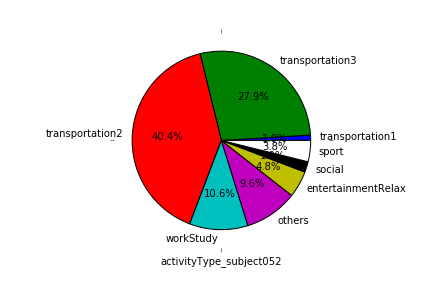 transportation3
27.9%
40.4%
transportation_2
transportation1
3.8%
sport
social
4.8%
entertainmentRelax
9.6%
10.6%
others
workStudy
activityType_subject052